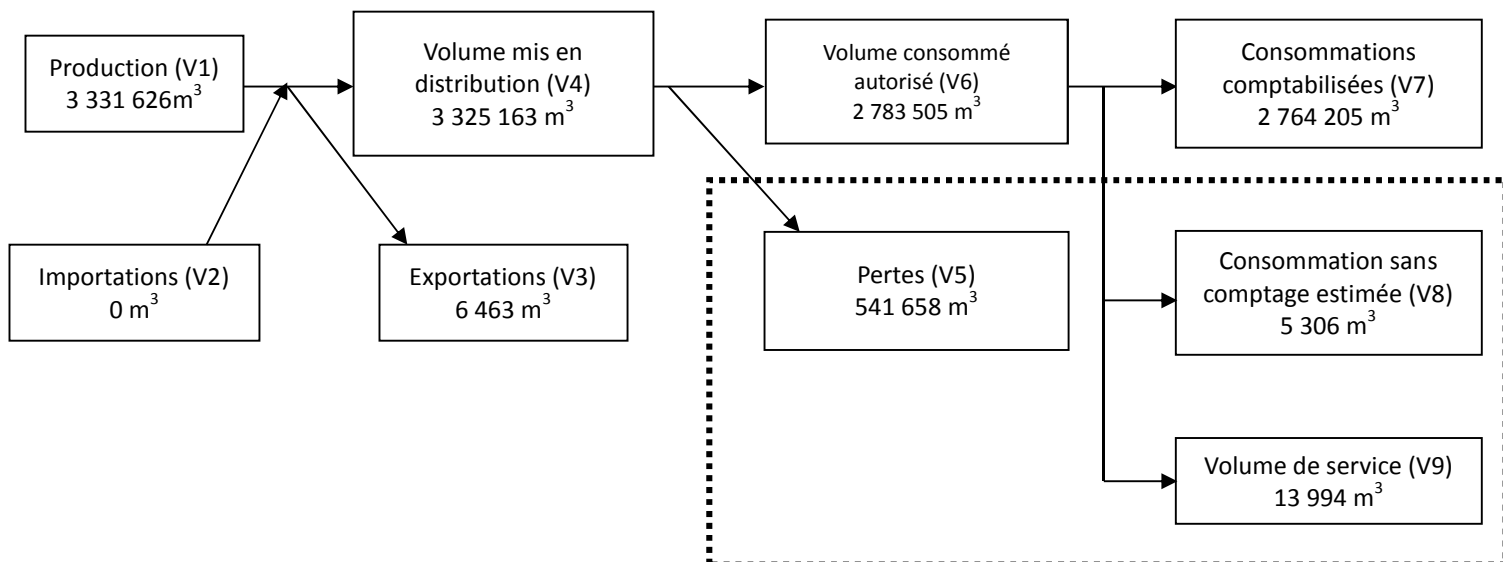 Production (V1)
3 331 626m³
Volume mis en
distribution (V4)
3 325 163 m³
Volume consommé
autorisé (V6)
2 783 505 m³
Consommations
comptabilisées (V7)
2 764 205 m³
Importations (V2)
0 m³
Exportations (V3)
6 463 m³
Pertes (V5)
541 658 m³
Consommation sans
comptage estimée (V8)
5 306 m³
Volume de service (V9)
13 994 m³